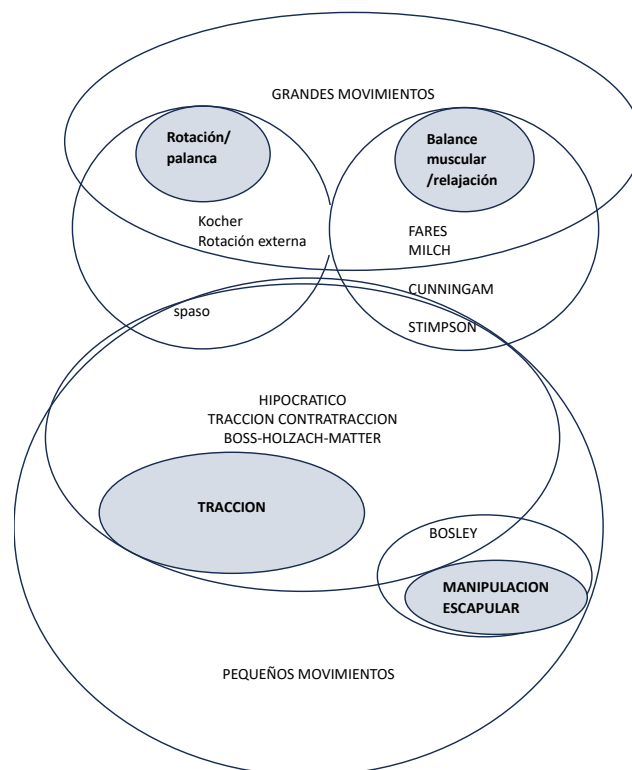 GRANDES MOVIMIENTOS
Rotación/
palanca
Balance
muscular
/relajación
Kocher
Rotación externa
FARES
MILCH
CUNNINGAM
spaso
STIMPSON
HIPOCRATICO
TRACCION CONTRATRACCION
BOSS-HOLZACH-MATTER
TRACCION
BOSLEY
MANIPULACION
ESCAPULAR
PEQUEÑOS MOVIMIENTOS